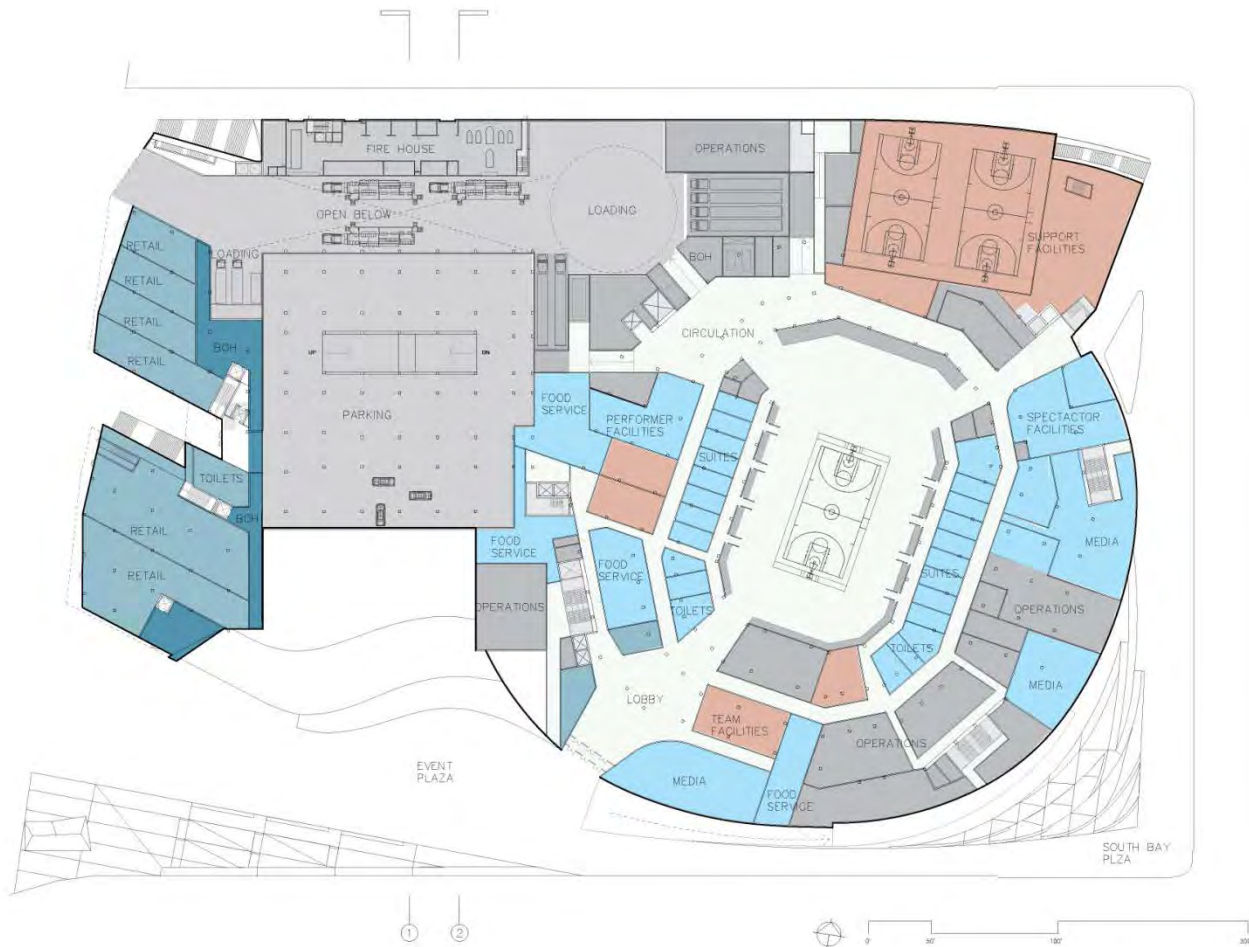 FIRE HOUSE
OPERATIONS
LOADING
OPEN BELOW
RETAIL
LOADING
SUPPORT
FACILITIES
BOH
RETAIL
RETAIL
CIRCULATION
BOH
RETAIL
UP
DN
PARKING
FOOD
SERVICE
PERFORMER
FACILITIES
SPECTACTOR
FACILITIES
SUITES
TOILETS
BOH
RETAIL
MEDIA
FOOD
SERVICE
FOOD
SERVICE
RETAIL
SUITES
OPERATIONS
TOILETS
OPERATIONS
TOILETS
MEDIA
LOBBY
TEAM
FACILITIES
OPERATIONS
EVENT
PLAZA
MEDIA
FOOD
SERVICE
SOUTH BAY
PLZA
1
2
0'
50'
100'